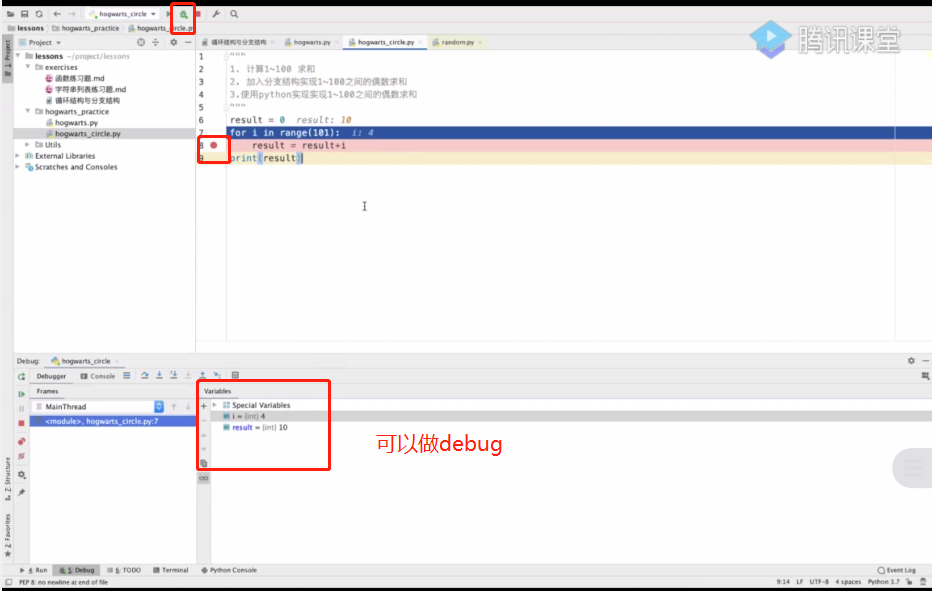 hogwarts_circle
lessons hogwarts_practice hogwarts_circle.p
Project
循环结构与分支结构 hogwarts.py hogwarts_circle.py random.py
腾讯课堂
1: Project
lessons ~/project/lessons
exercises
函数练习题.md
字符串列表练习题.md
循环结构与分支结构
hogwarts_practice
hogwarts.py
hogwarts_circle.py
Utils
External Libraries
Scratches and Consoles
1 """
2 1. 计算1~100 求和
3 2. 加入分支结构实现1~100之间的偶数求和
4 3.使用python实现实现1~100之间的偶数求和
5 """
6 result = 0 result: 10
7 for i in range(101): i: 4
8 result = result+i
9 print(result)
Debug: hogwarts_circle
Debugger Console
Frames
Variables
MainThread
<module>, hogwarts_circle.py:7
Special Variables
i = {int} 4
result = {int} 10
可以做debug
Z: Structure
2: Favorites
4: Run 5: Debug 6: TODO Terminal Python Console Event Log
PEP 8: no newline at end of file 9:14 LF UTF-8 4 spaces Python 3.7